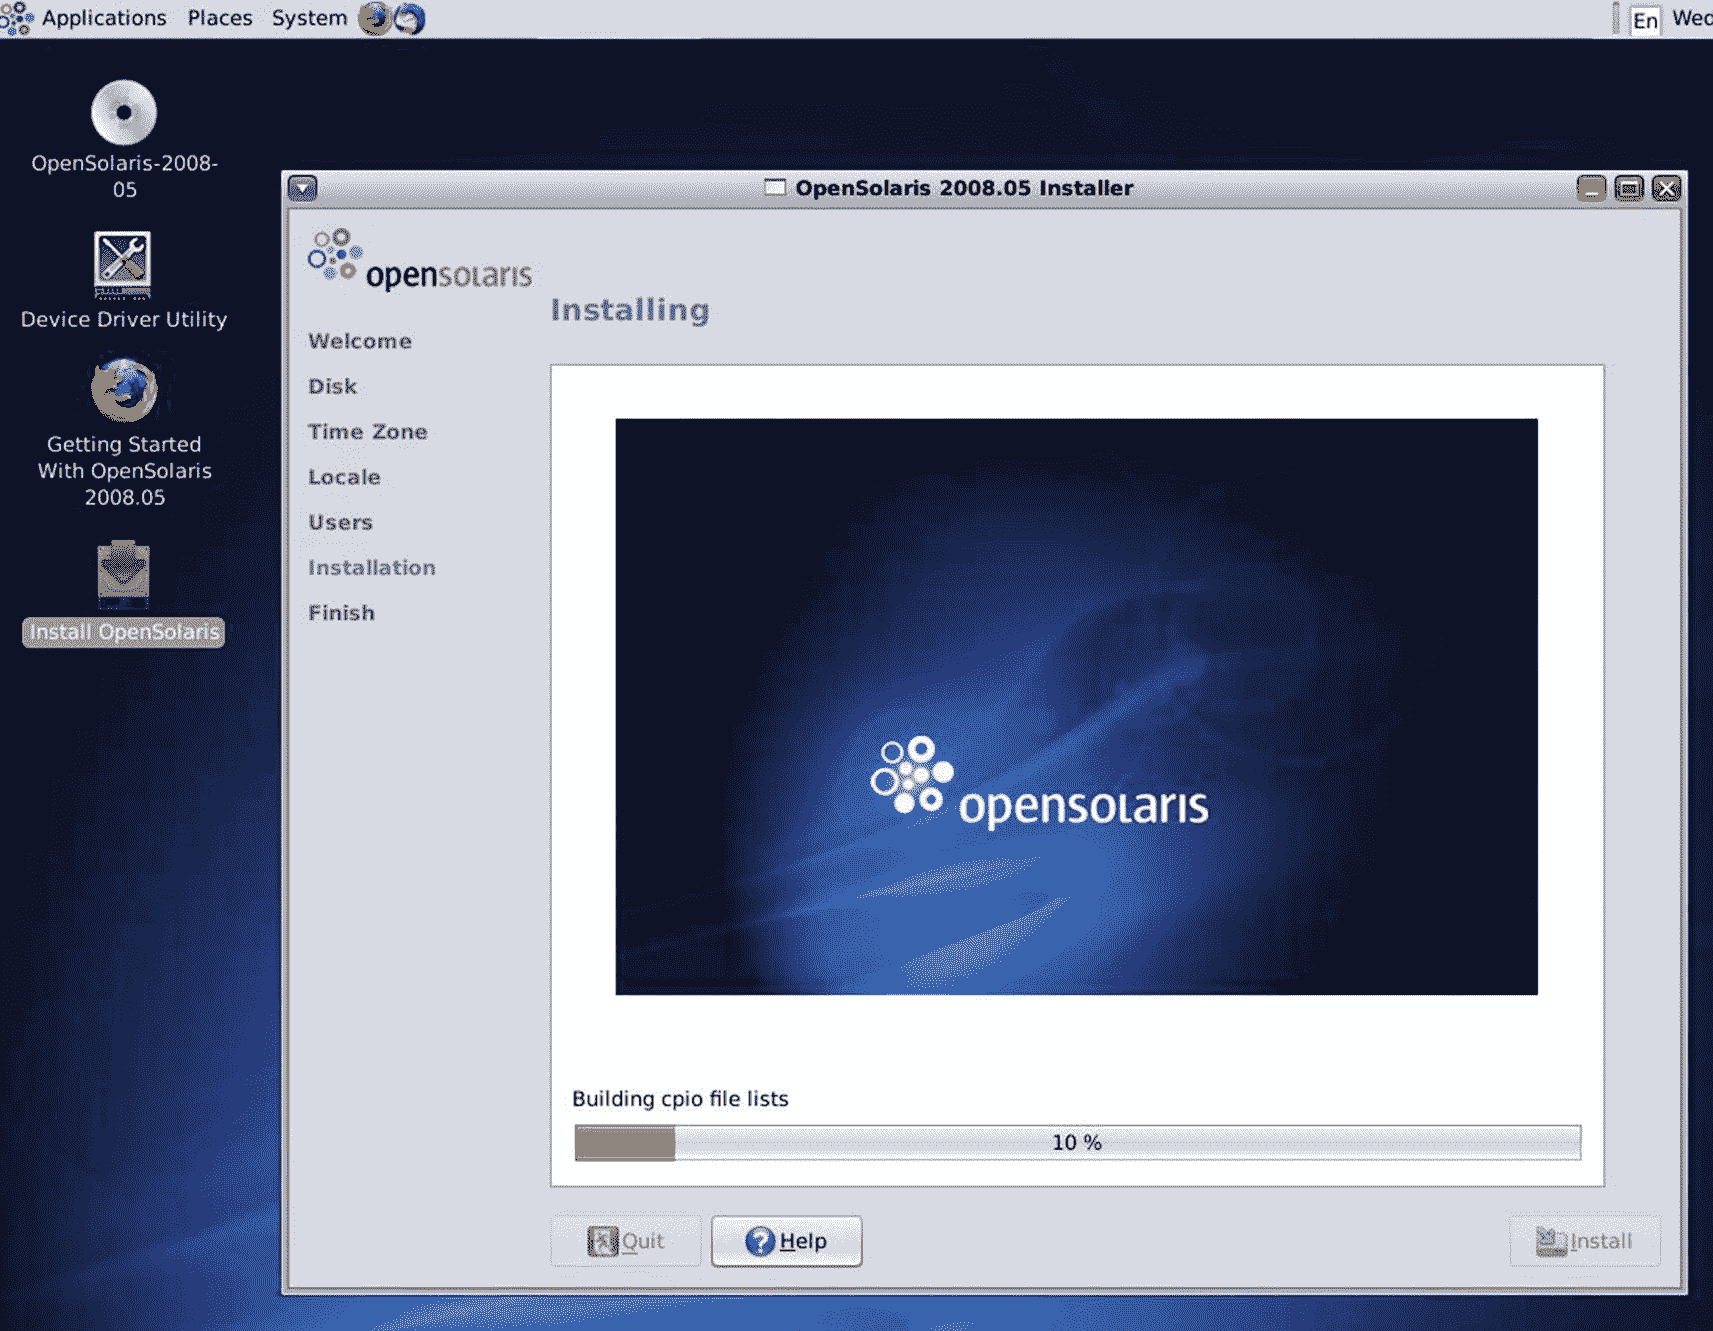 Applications Places System En Wed
OpenSolaris-2008-
05
Device Driver Utility
Getting Started
With OpenSolaris
2008.05
Install OpenSolaris
OpenSolaris 2008.05 Installer
opensolaris
Installing
Welcome
Disk
Time Zone
Locale
Users
Installation
Finish
opensolaris
Building cpio file lists
10 %
Quit Help Install